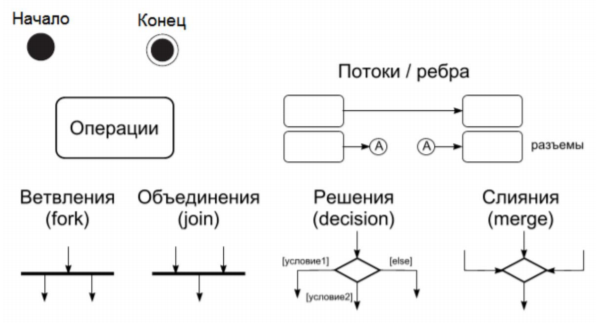 Начало
Конец
Потоки / ребра
Операции
A
A
разъемы
Ветвления
(fork)
Объединения
(join)
Решения
(decision)
Слияния
(merge)
[условие1]
[else]
[условие2]